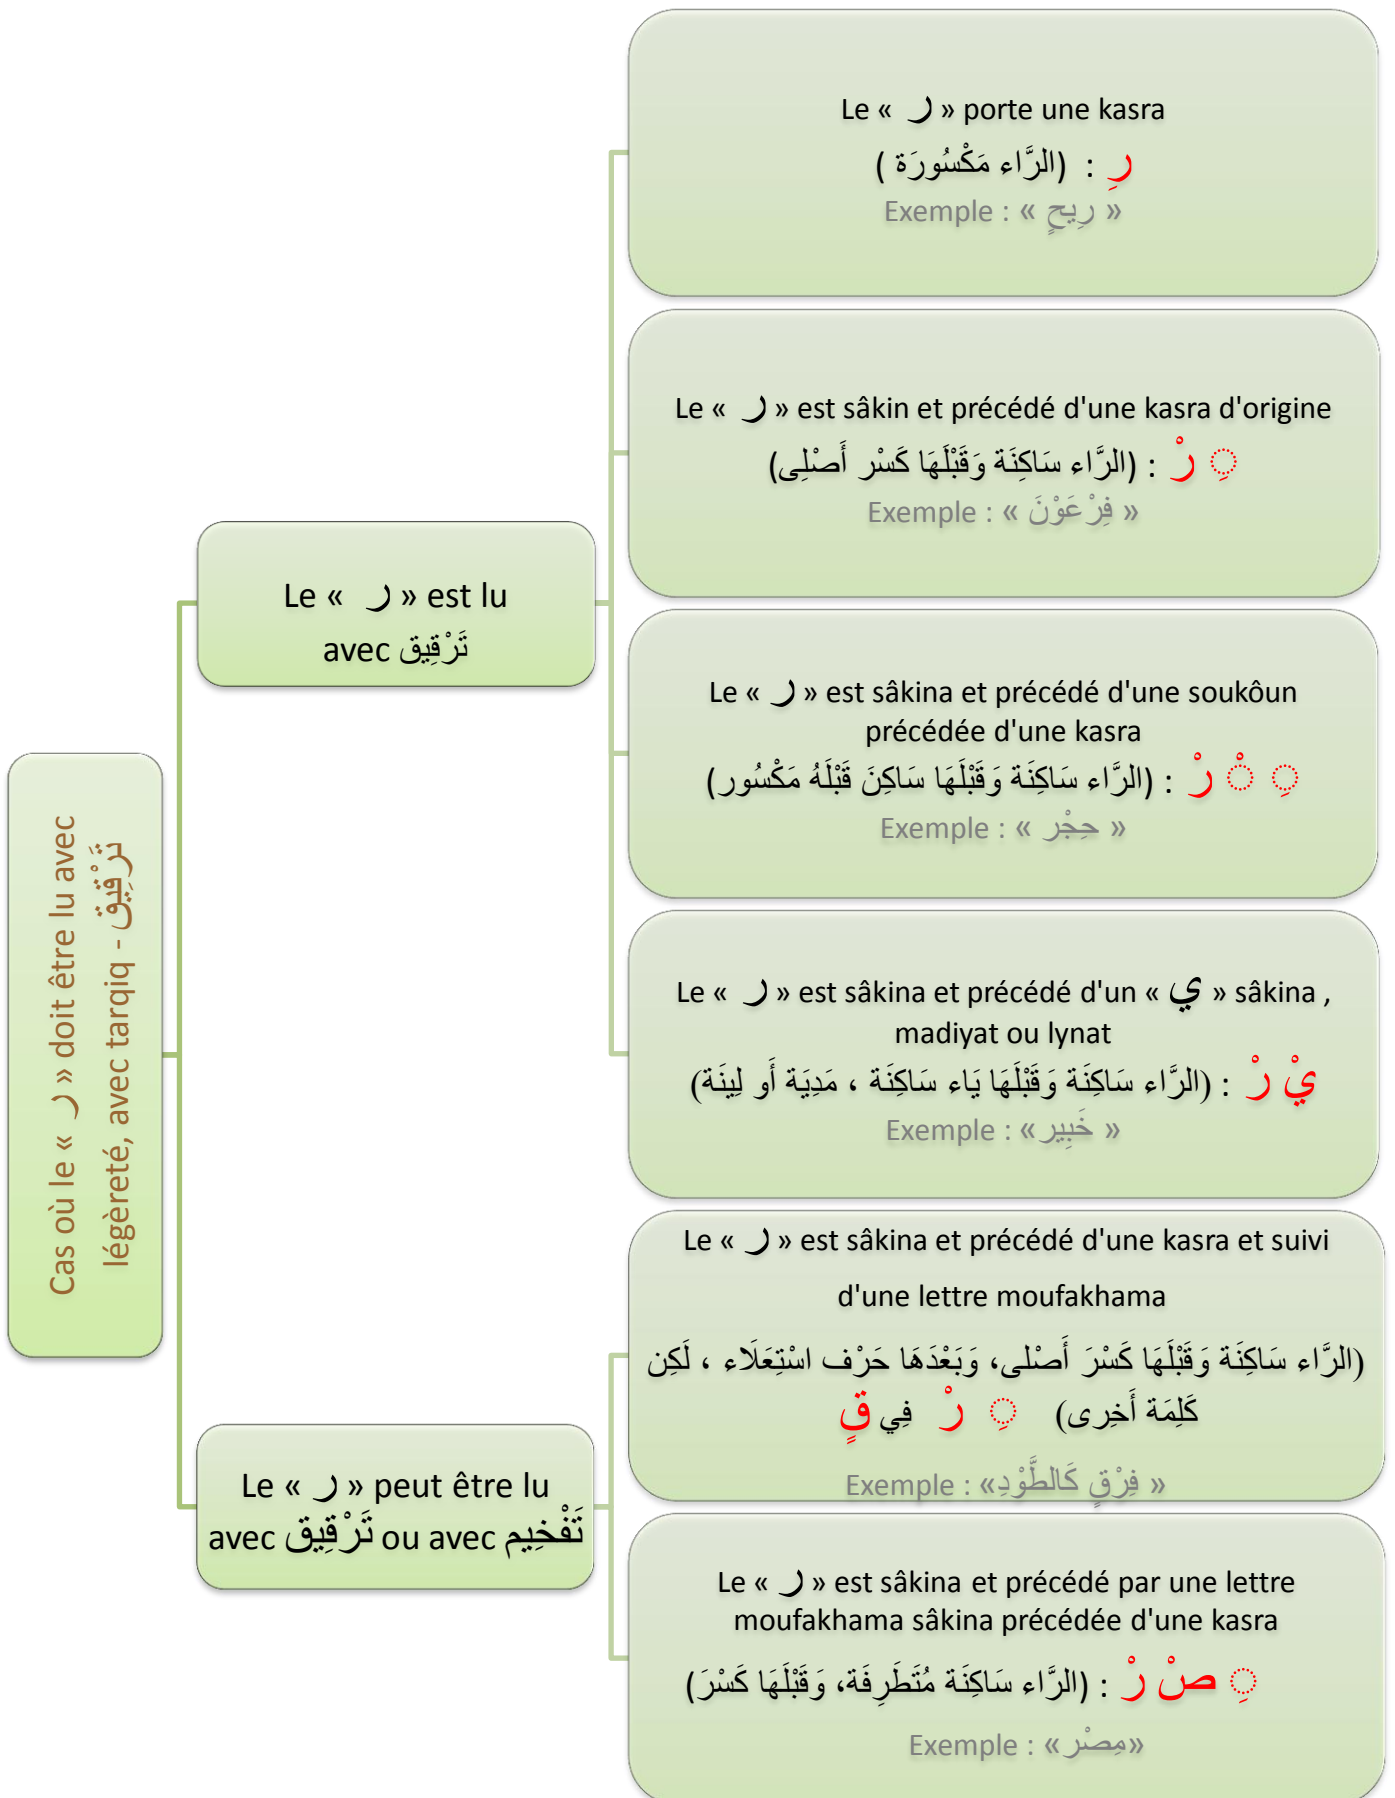 Cas où le « ر » doit être lu avec
légèreté, avec tarqiq - تَرْقِيق
Le « ر » est lu
avec تَرْقِيق
Le « ر » porte une kasra
رِ : (الرَّاء مَكْسُورَة )
Exemple : « رِيحٍ »
Le « ر » est sâkin et précédé d'une kasra d'origine
ِ رْ : (الرَّاء سَاكِنَة وَقَبْلَهَا كَسْر أَصْلِى)
Exemple : « فِرْعَوْنَ »
Le « ر » est sâkina et précédé d'une soukôun
précédée d'une kasra
ِ ْ رْ : (الرَّاء سَاكِنَة وَقَبْلَهَا سَاكِنَ قَبْلَهُ مَكْسُور)
Exemple : « حِجْر »
Le « ر » est sâkina et précédé d'un « ي » sâkina ,
madiyat ou lynat
يْ رْ : (الرَّاء سَاكِنَة وَقَبْلَهَا يَاء سَاكِنَة ، مَدِيَة أَو لِينَة)
Exemple : « خَبِير »
Le « ر » peut être lu
avec تَرْقِيق ou avec تَفْخِيم
Le « ر » est sâkina et précédé d'une kasra et suivi
d'une lettre moufakhama
(الرَّاء سَاكِنَة وَقَبْلَهَا كَسْرَ أَصْلى، وَبَعْدَهَا حَرْف اسْتِعَلَاء ، لَكِن
كَلِمَة أَخِرى) ِ رْ فِي قٍ
Exemple : « فِرْقٍ كَالطَّوْدِ»
Le « ر » est sâkina et précédé par une lettre
moufakhama sâkina précédée d'une kasra
ِ صْ رْ : (الرَّاء سَاكِنَة مُتَطَرِفَة، وَقَبْلَهَا كَسْرَ)
Exemple : « مِصْر»